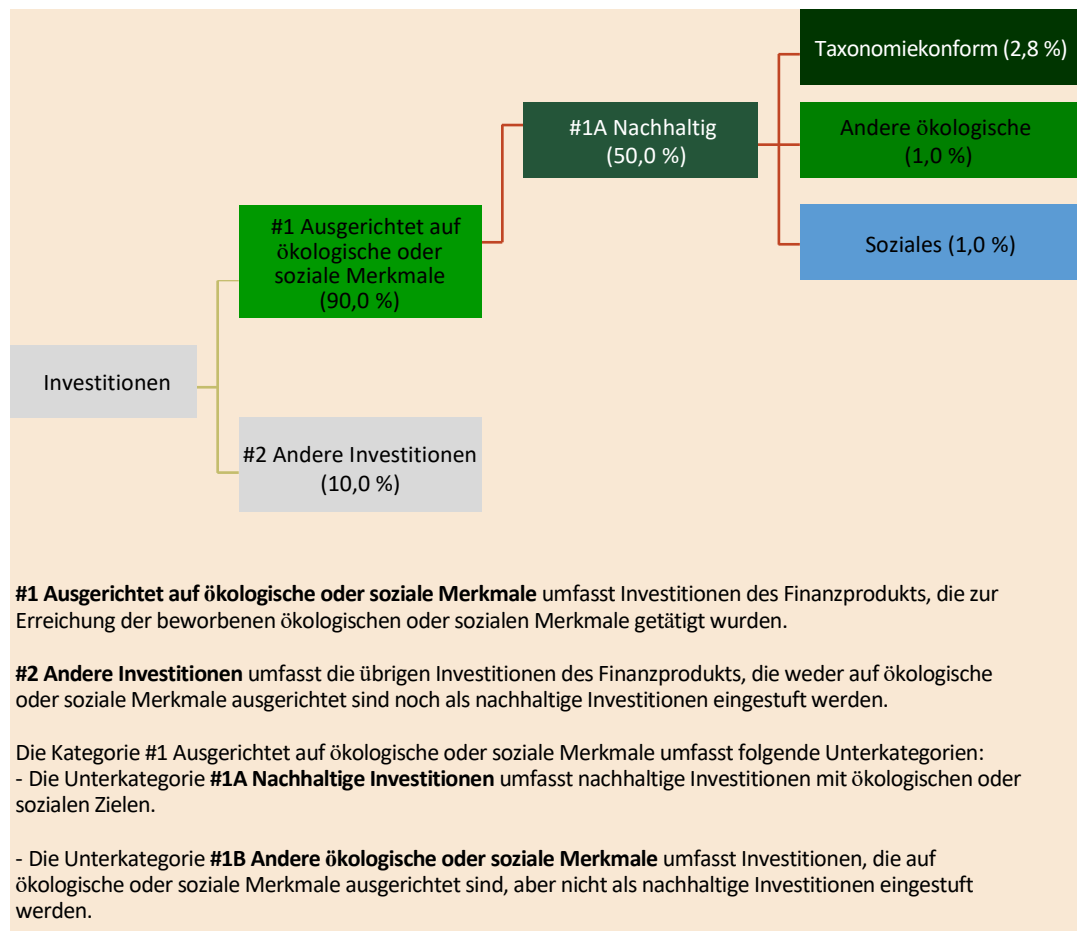 Taxonomiekonform (2,8 %)
#1A Nachhaltig
(50,0 %)
Andere ökologische
(1,0 %)
#1 Ausgerichtet auf
ökologische oder
soziale Merkmale
(90,0 %)
Soziales (1,0 %)
Investitionen
#2 Andere Investitionen
(10,0 %)
#1 Ausgerichtet auf ökologische oder soziale Merkmale umfasst Investitionen des Finanzprodukts, die zur
Erreichung der beworbenen ökologischen oder sozialen Merkmale getätigt wurden.
#2 Andere Investitionen umfasst die übrigen Investitionen des Finanzprodukts, die weder auf ökologische
oder soziale Merkmale ausgerichtet sind noch als nachhaltige Investitionen eingestuft werden.
Die Kategorie #1 Ausgerichtet auf ökologische oder soziale Merkmale umfasst folgende Unterkategorien:
- Die Unterkategorie #1A Nachhaltige Investitionen umfasst nachhaltige Investitionen mit ökologischen oder
sozialen Zielen.
- Die Unterkategorie #1B Andere ökologische oder soziale Merkmale umfasst Investitionen, die auf
ökologische oder soziale Merkmale ausgerichtet sind, aber nicht als nachhaltige Investitionen eingestuft
werden.